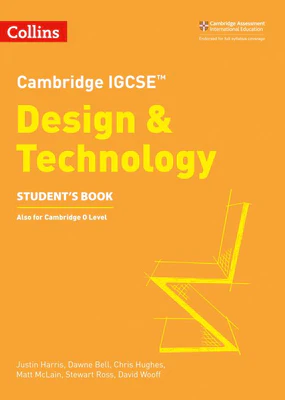 Collins
Cambridge Assessment
International Education
Endorsed for full syllabus coverage
Cambridge IGCSE™
Design &
Technology
STUDENT'S BOOK
Also for Cambridge O Level
Justin Harris, Dawne Bell, Chris Hughes,
Matt McLain, Stewart Ross, David Wooff